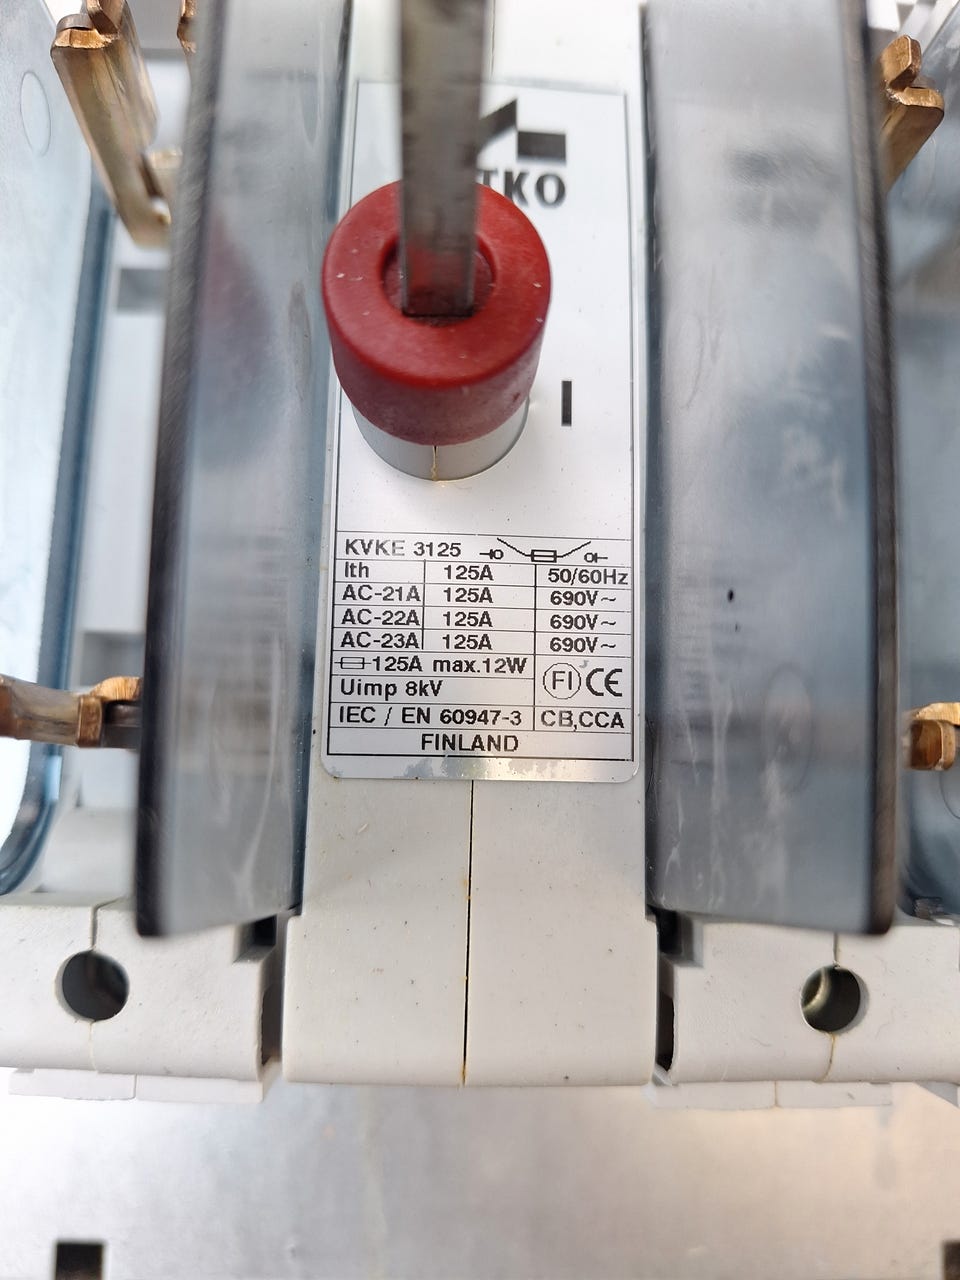 TKO
I
KVKE 3125
Ith 125A 50/60Hz
AC-21A 125A 690V~
AC-22A 125A 690V~
AC-23A 125A 690V~
125A max.12W
Uimp 8kV
FI CE
IEC / EN 60947-3 CB,CCA
FINLAND